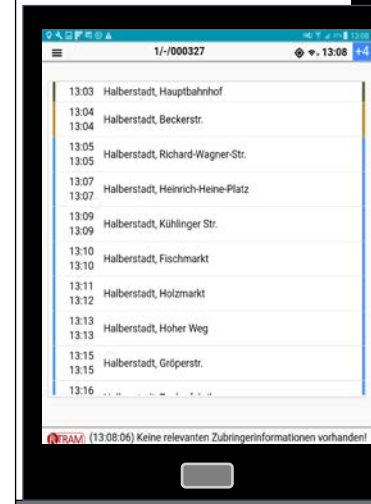 13:08
1/-/000327
13:08
+4
13:03 Halberstadt, Hauptbahnhof
13:04
13:04 Halberstadt, Beckerstr.
13:05
13:05 Halberstadt, Richard-Wagner-Str.
13:07
13:07 Halberstadt, Heinrich-Heine-Platz
13:09
13:09 Halberstadt, Kühlinger Str.
13:10
13:10 Halberstadt, Fischmarkt
13:11
13:12 Halberstadt, Holzmarkt
13:13
13:13 Halberstadt, Hoher Weg
13:15
13:15 Halberstadt, Gröperstr.
13:16
TRAM (13:08:06) Keine relevanten Zubringerinformationen vorhanden!